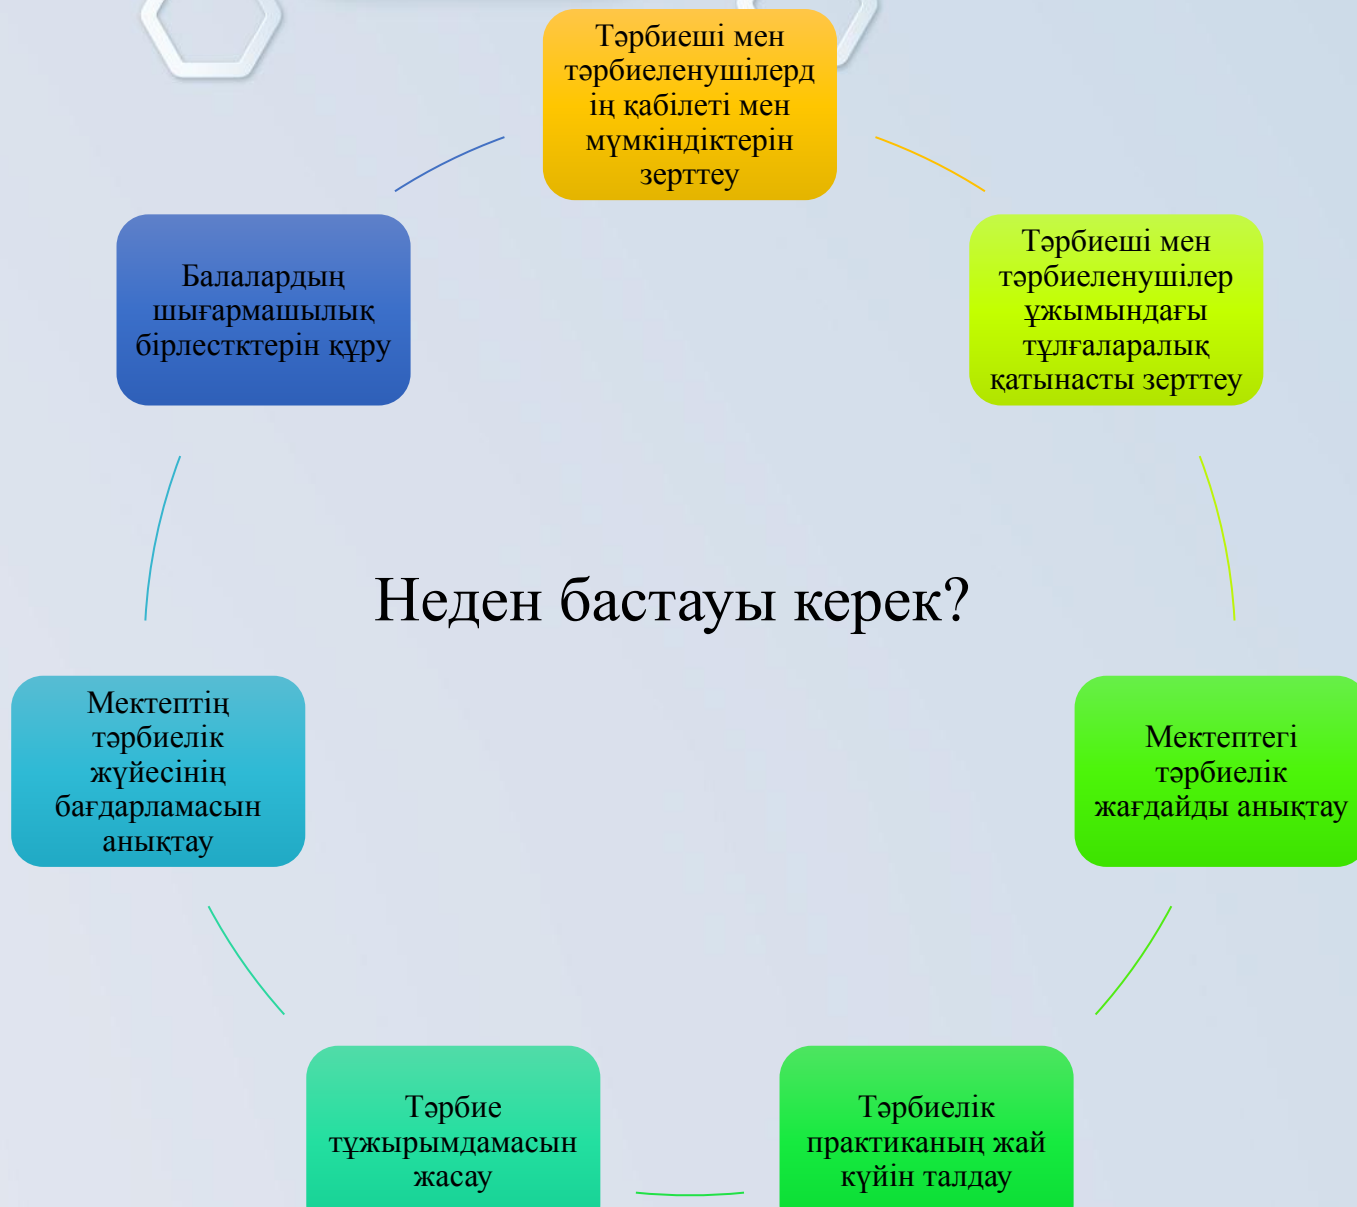 Тәрбиеші мен
тәрбиеленушілерд
ің қабілеті мен
мүмкіндіктерін
зерттеу
Тәрбиеші мен
тәрбиеленушілер
ұжымындағы
тұлғаларалық
қатынасты зерттеу
Мектептегі
тәрбиелік
жағдайды анықтау
Тәрбиелік
практиканың жай
күйін талдау
Тәрбие
тұжырымдамасын
жасау
Мектептің
тәрбиелік
жүйесінің
бағдарламасын
анықтау
Балалардың
шығармашылық
бірлестктерін құру
Неден бастауы керек?